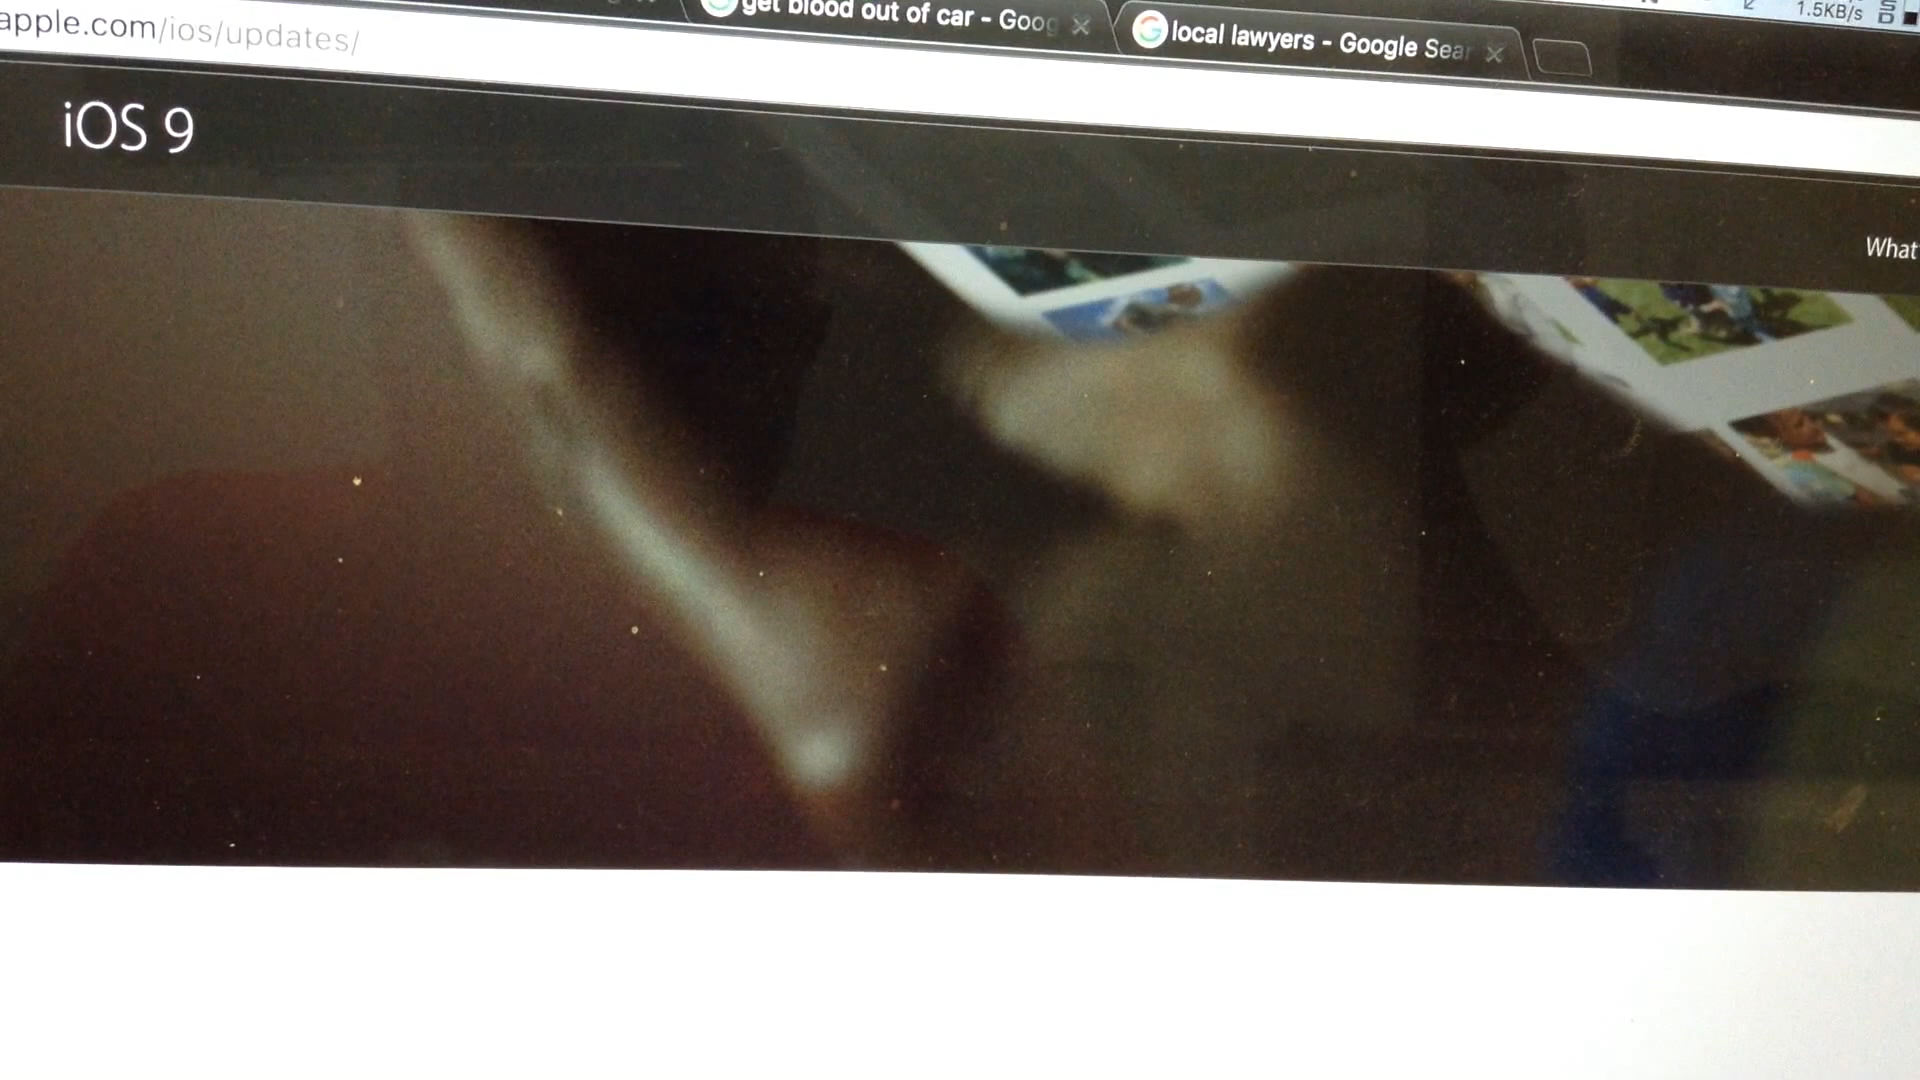 get blood out of car - Goog
local lawyers - Google Sear
1.5KB/s
apple.com/ios/updates/
iOS 9
What